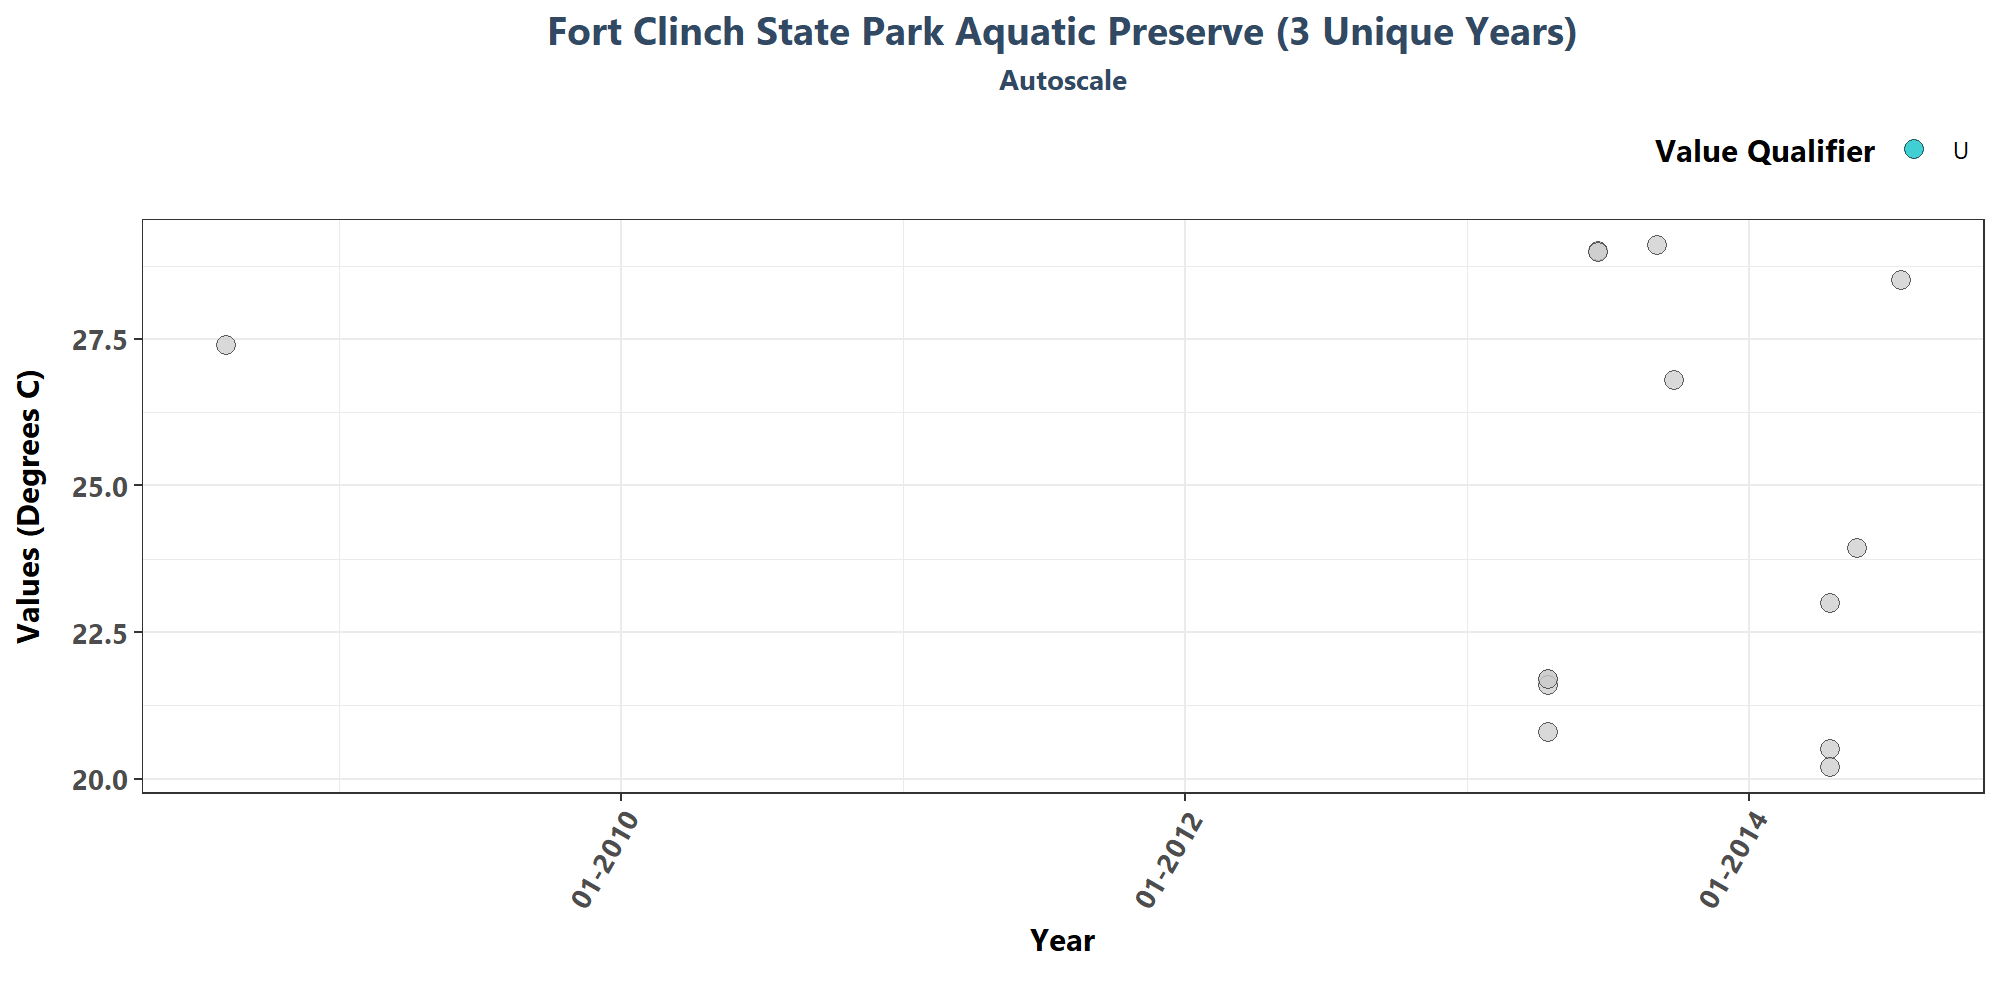 Fort Clinch State Park Aquatic Preserve (3 Unique Years)
Autoscale
Value Qualifier U
Values (Degrees C)
27.5
25.0
22.5
20.0
01-2010
01-2012
01-2014
Year